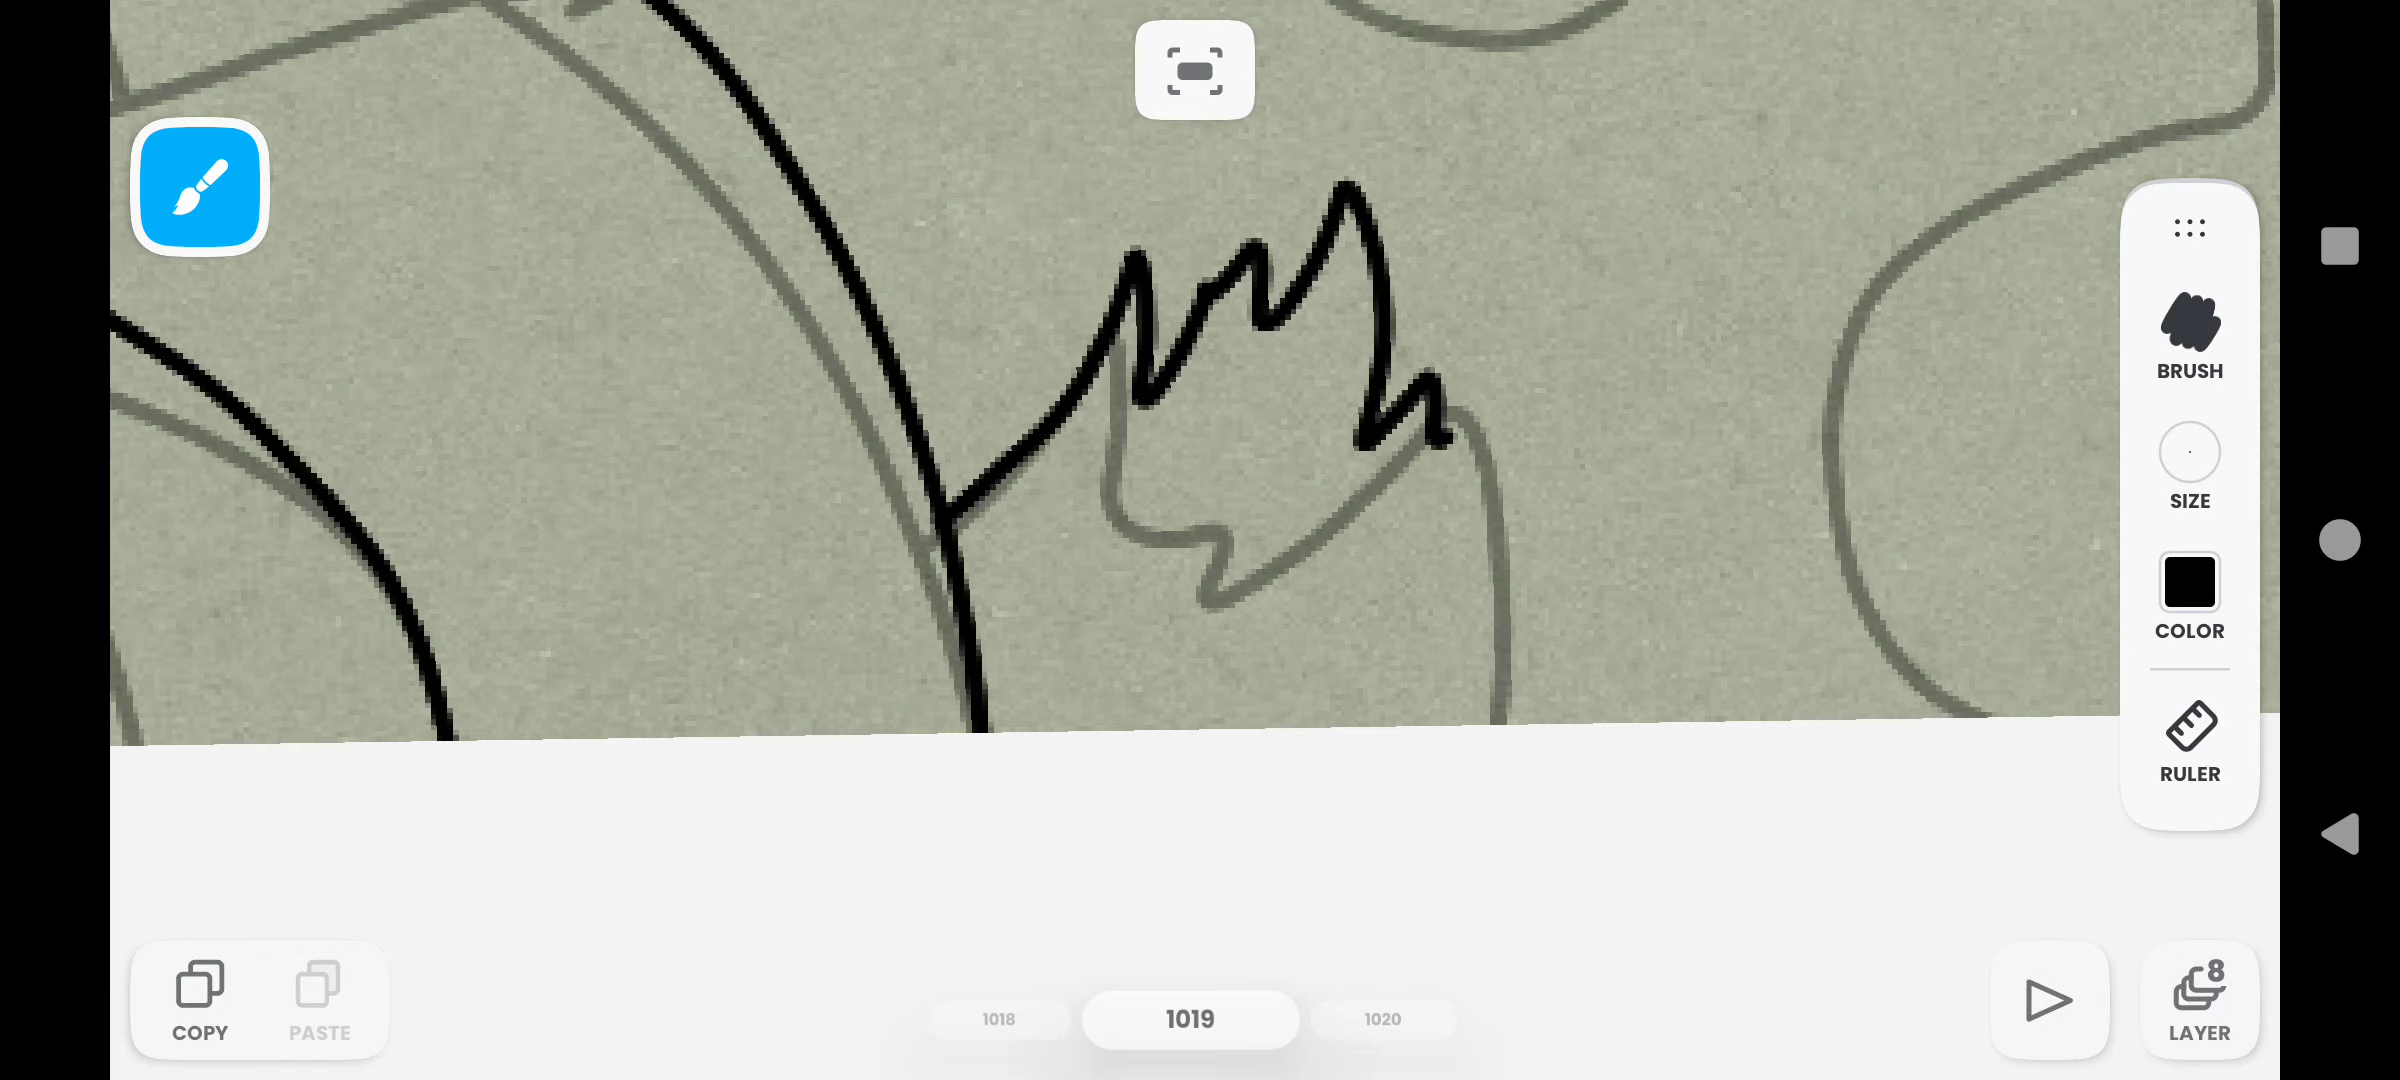 BRUSH
SIZE
COLOR
RULER
COPY
PASTE
1018
1019
1020
8
LAYER